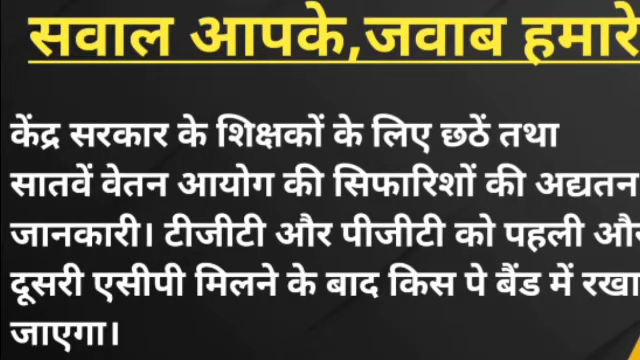 सवाल आपके,जवाब हमारे
केंद्र सरकार के शिक्षकों के लिए छठें तथा
सातवें वेतन आयोग की सिफारिशों की अद्यतन
जानकारी। टीजीटी और पीजीटी को पहली और
दूसरी एसीपी मिलने के बाद किस पे बैंड में रखा
जाएगा।